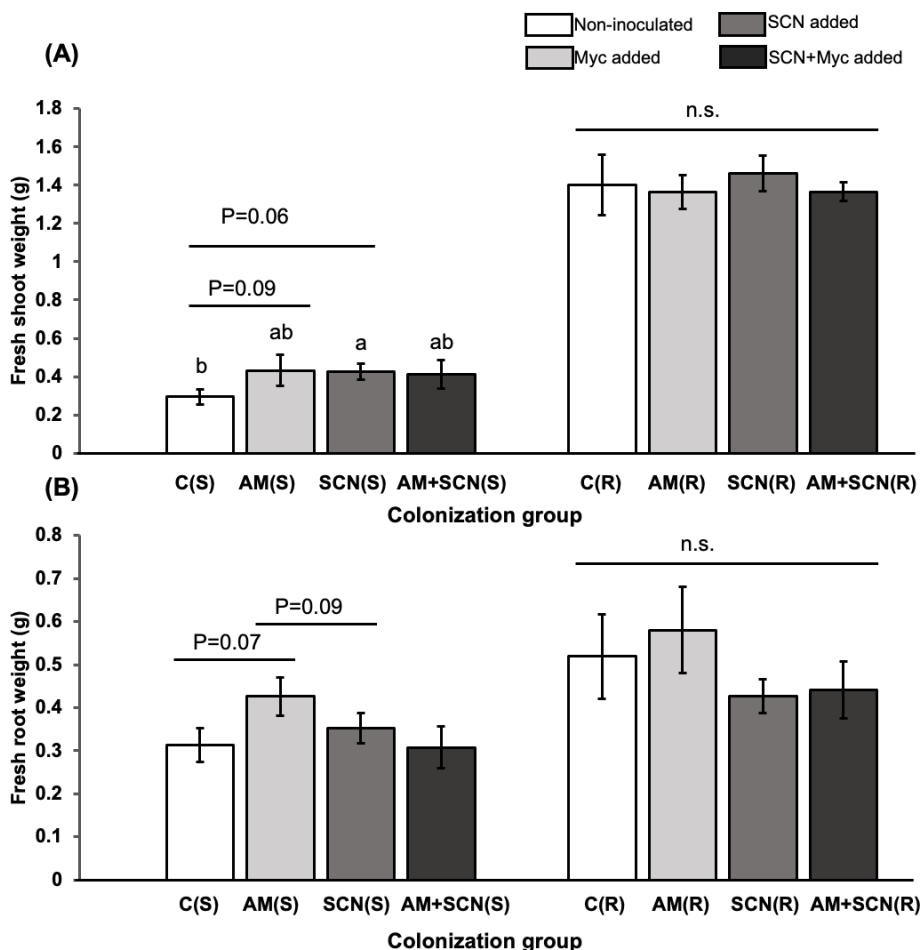 Non-inoculated SCN added
Myc added SCN+Myc added
(A)
Fresh shoot weight (g)
1.8
1.6
1.4
1.2
1
0.8
0.6
0.4
0.2
0
P=0.06
P=0.09
b
ab
a
ab
n.s.
C(S) AM(S) SCN(S) AM+SCN(S) C(R) AM(R) SCN(R) AM+SCN(R)
Colonization group
(B)
Fresh root weight (g)
0.8
0.7
0.6
0.5
0.4
0.3
0.2
0.1
0
P=0.09
P=0.07
n.s.
C(S) AM(S) SCN(S) AM+SCN(S) C(R) AM(R) SCN(R) AM+SCN(R)
Colonization group